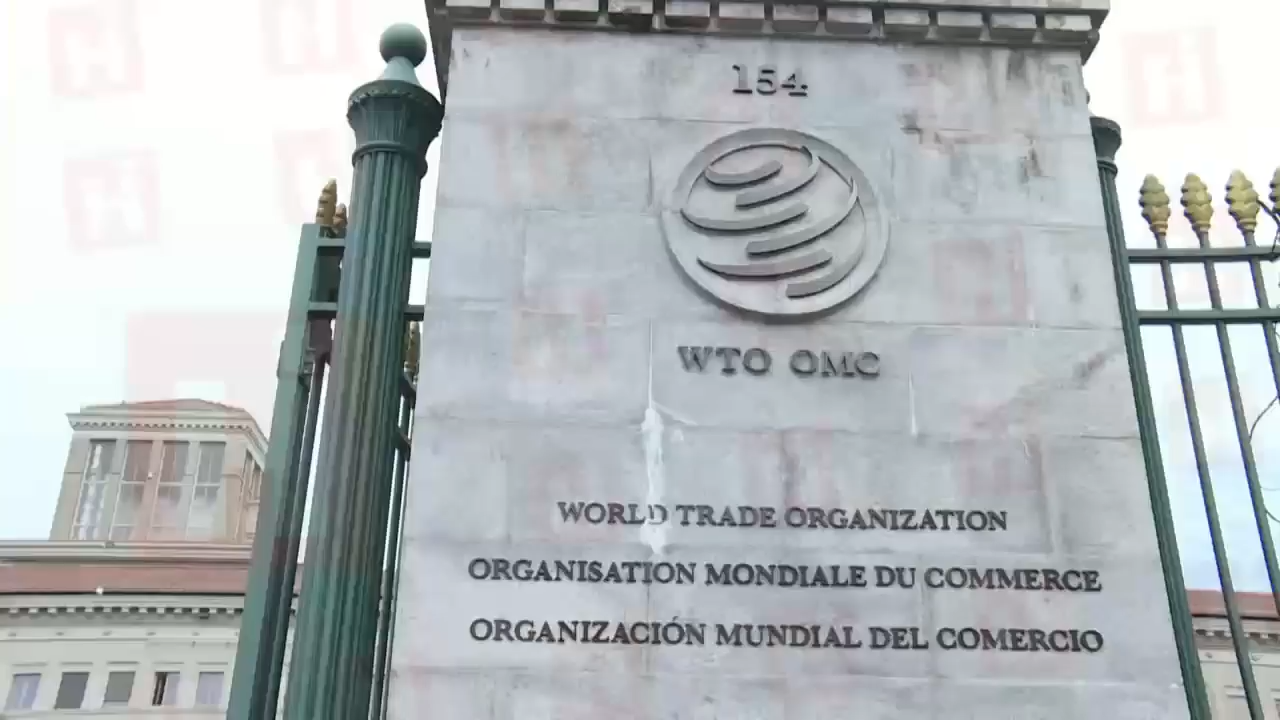 154
WTO OMC
WORLD TRADE ORGANIZATION
ORGANISATION MONDIALE DU COMMERCE
ORGANIZACIÓN MUNDIAL DEL COMERCIO